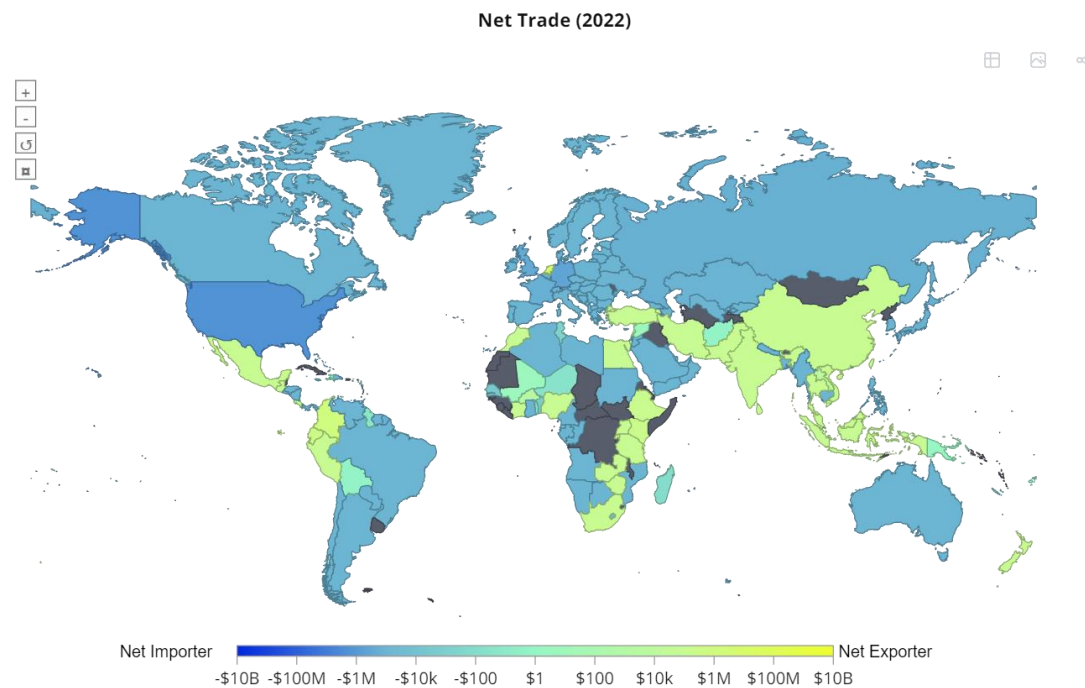 Net Trade (2022)
+
-
Net Importer
Net Exporter
-$10B -$100M -$1M -$10k -$100 $1 $100 $10k $1M $100M $10B